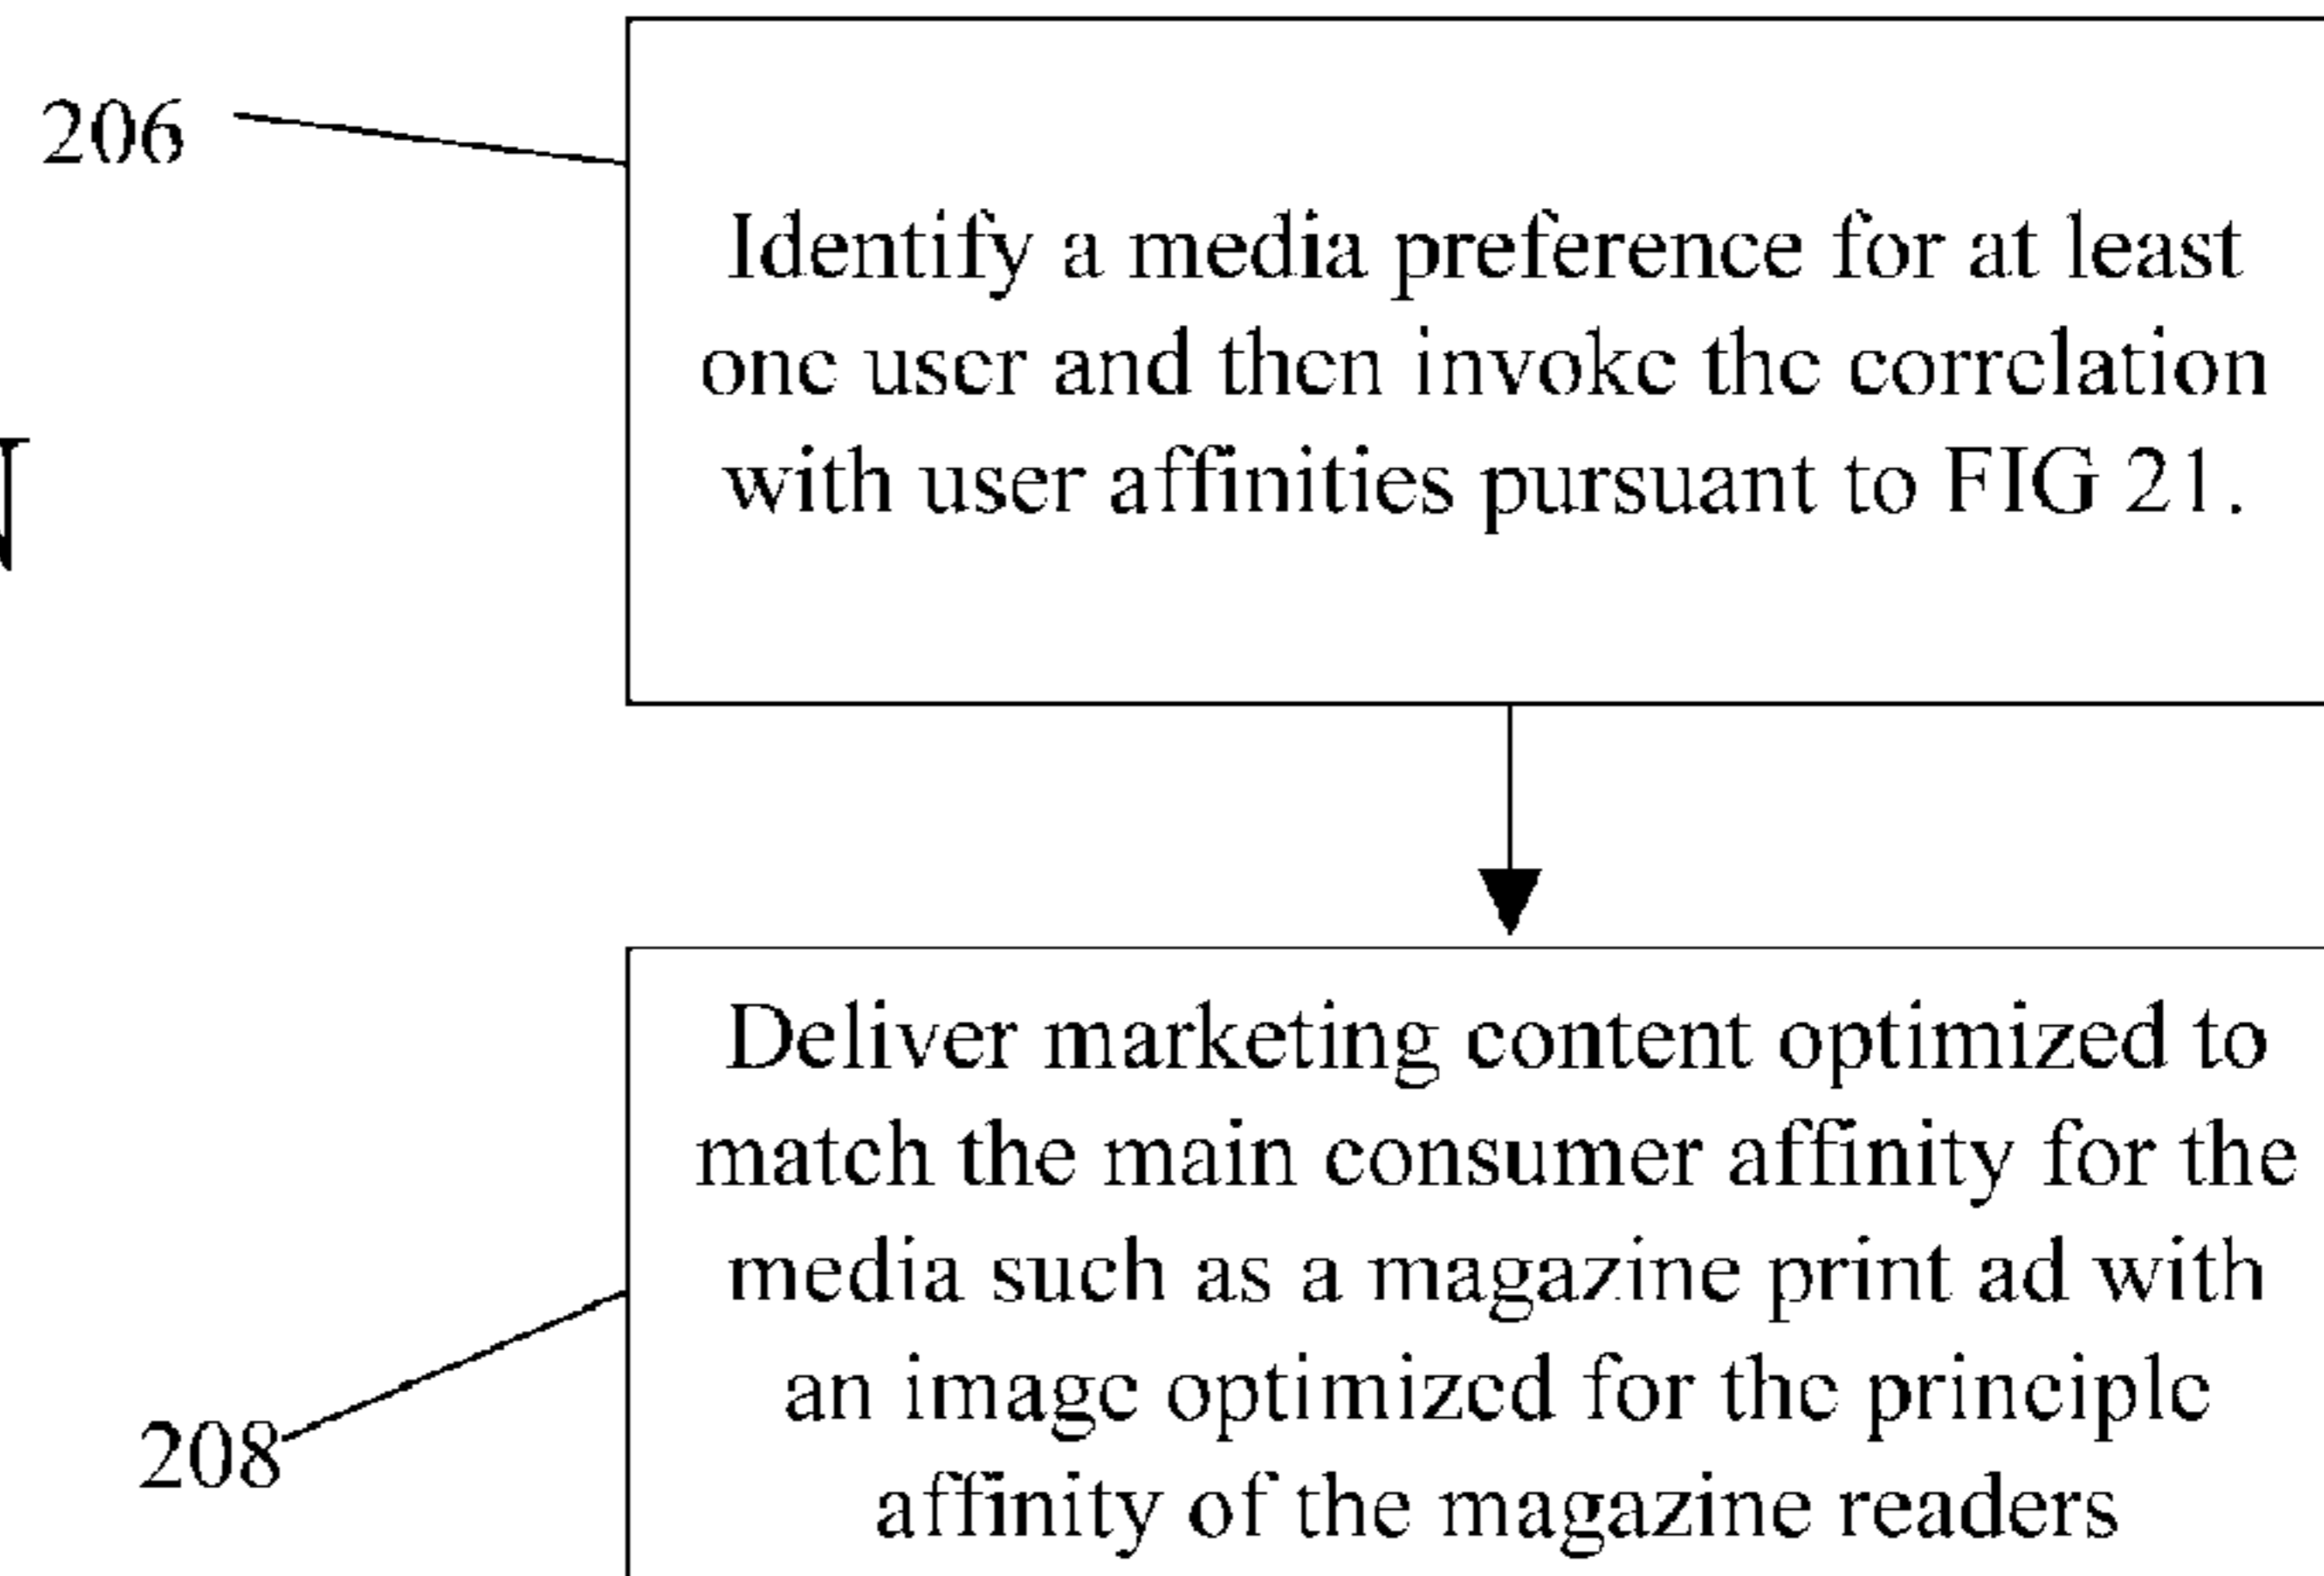 206
Identify a media preference for at least
one user and then invoke the correlation
with user affinities pursuant to FIG 21.
N
Deliver marketing content optimized to
match the main consumer affinity for the
media such as a magazine print ad with
an image optimized for the principle
affinity of the magazine readers
208